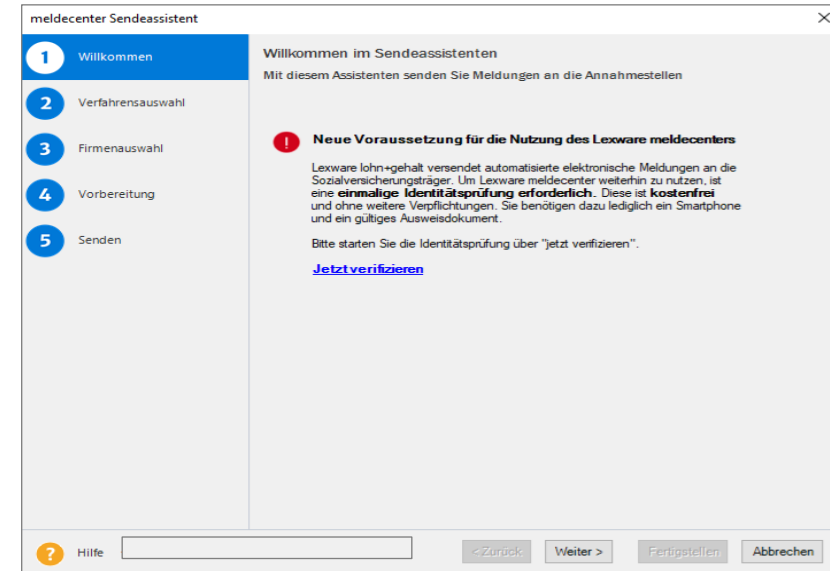 meldecenter Sendeassistent
1 Willkommen
2 Verfahrensauswahl
3 Firmenauswahl
4 Vorbereitung
5 Senden
Willkommen im Sendeassistenten
Mit diesem Assistenten senden Sie Meldungen an die Annahmestellen
Neue Voraussetzung für die Nutzung des Lexware meldecenters
Lexware lohn+gehalt versendet automatisierte elektronische Meldungen an die
Sozialversicherungsträger. Um Lexware meldecenter weiterhin zu nutzen, ist
eine einmalige Identitätsprüfung erforderlich. Diese ist kostenfrei
und ohne weitere Verpflichtungen. Sie benötigen dazu lediglich ein Smartphone
und ein gültiges Ausweisdokument.
Bitte starten Sie die Identitätsprüfung über "jetzt verifizieren".
Jetzt verifizieren
? Hilfe < Zurück Weiter > Fertigstellen Abbrechen